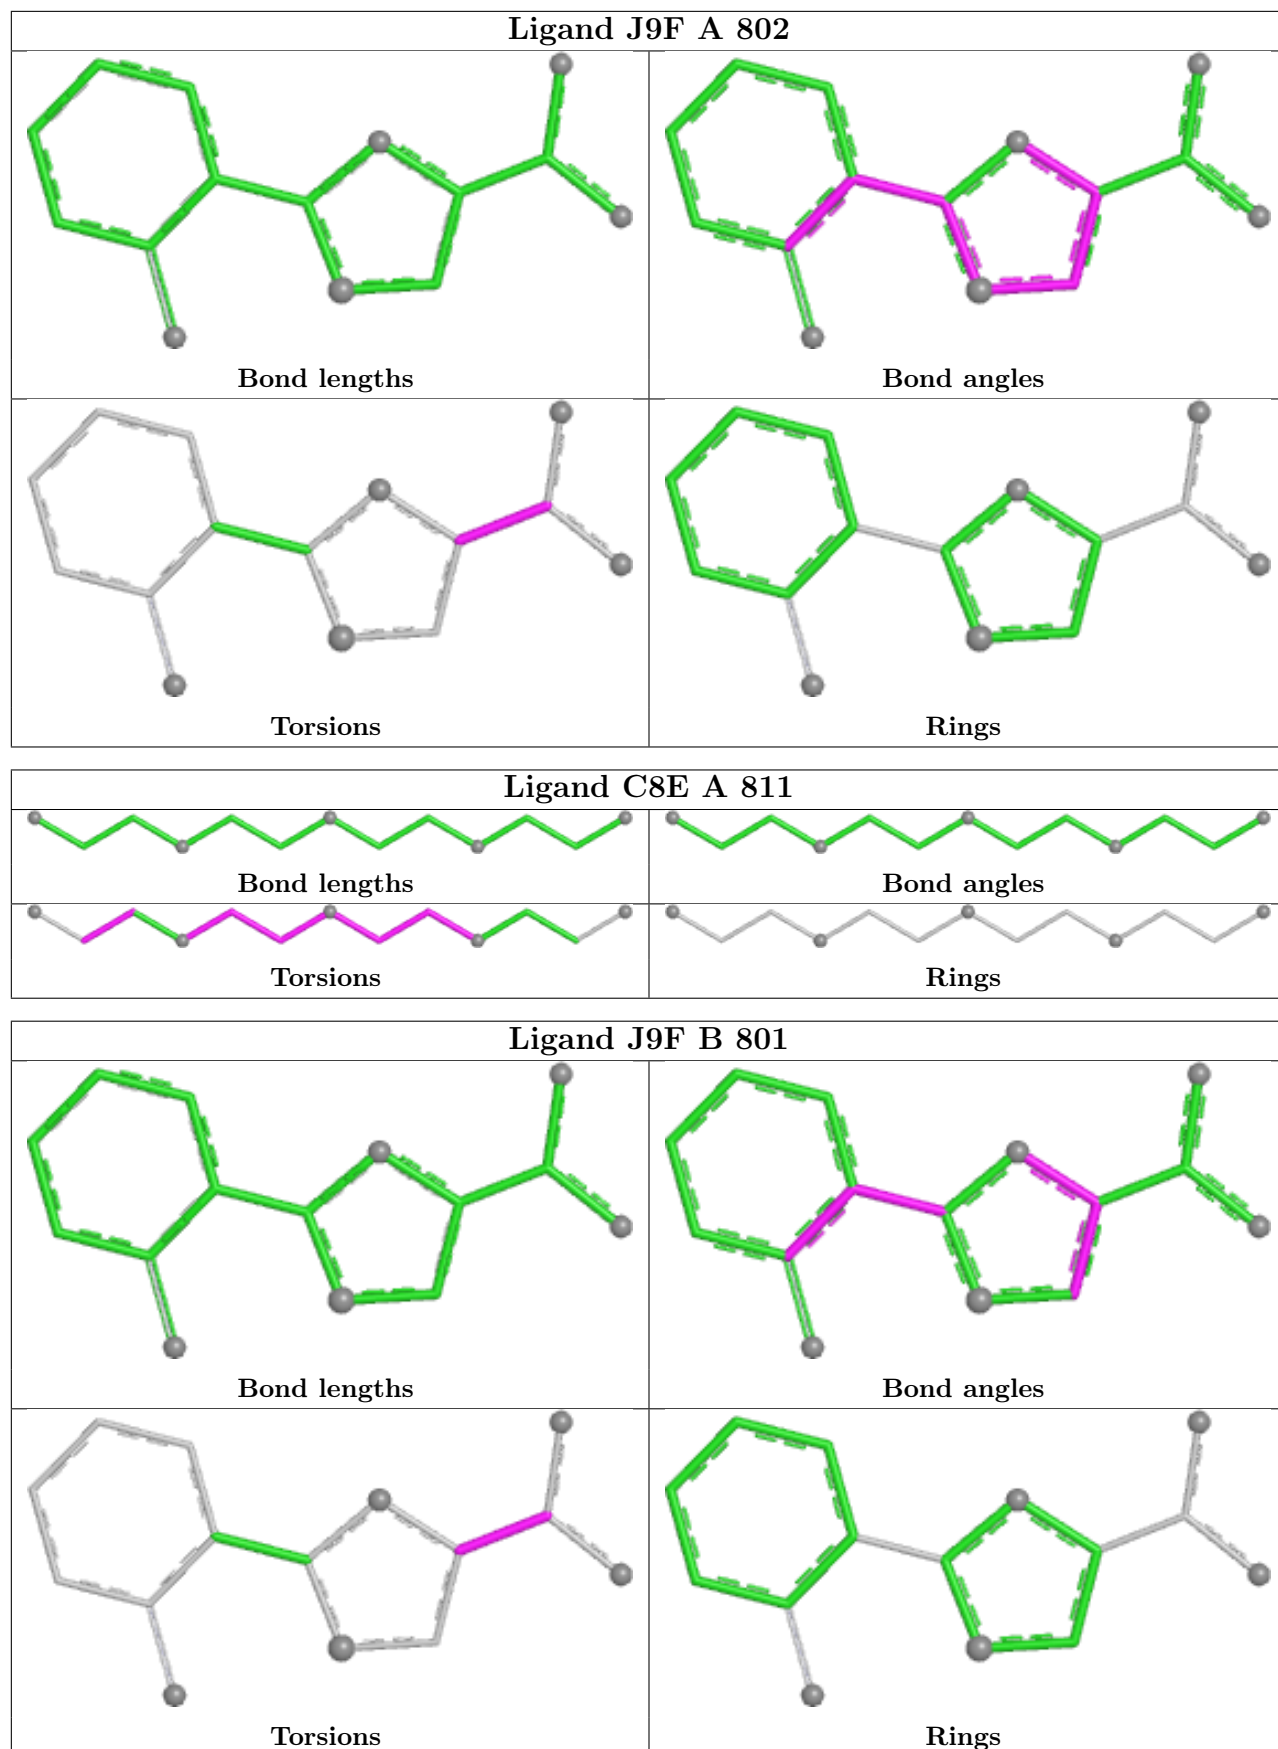 Ligand J9F A 802
Bond lengths
Bond angles
Torsions
Rings
Ligand C8E A 811
Bond lengths
Bond angles
Torsions
Rings
Ligand J9F B 801
Bond lengths
Bond angles
Torsions
Rings